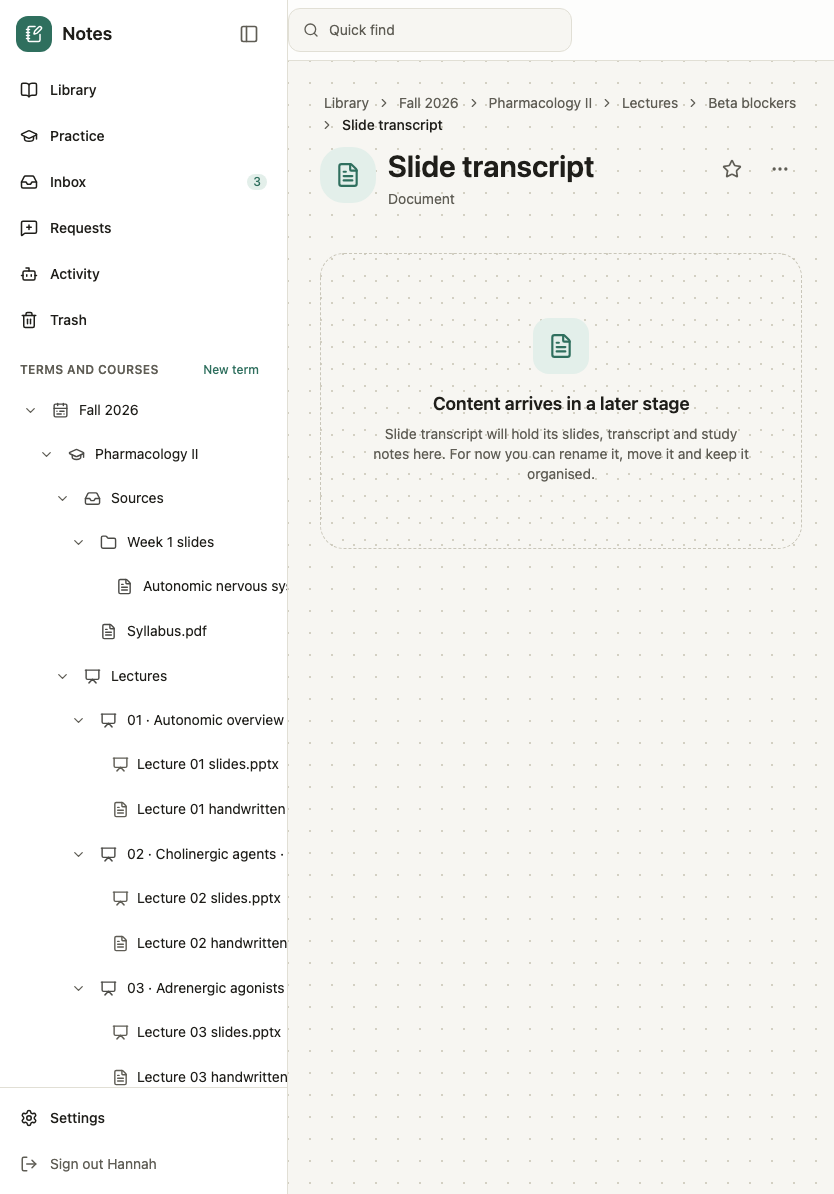 Notes
Library
Practice
Inbox 3
Requests
Activity
Trash
TERMS AND COURSES New term
Fall 2026
Pharmacology II
Sources
Week 1 slides
Autonomic nervous
Syllabus.pdf
Lectures
01 · Autonomic overview
Lecture 01 slides.pptx
Lecture 01 handwritten
02 · Cholinergic agents ·
Lecture 02 slides.pptx
Lecture 02 handwritten
03 · Adrenergic agonists
Lecture 03 slides.pptx
Lecture 03 handwritten
Settings
Sign out Hannah
Quick find
Library > Fall 2026 > Pharmacology II > Lectures > Beta blockers
> Slide transcript
Slide transcript
Document
Content arrives in a later stage
Slide transcript will hold its slides, transcript and study
notes here. For now you can rename it, move it and keep it
organised.